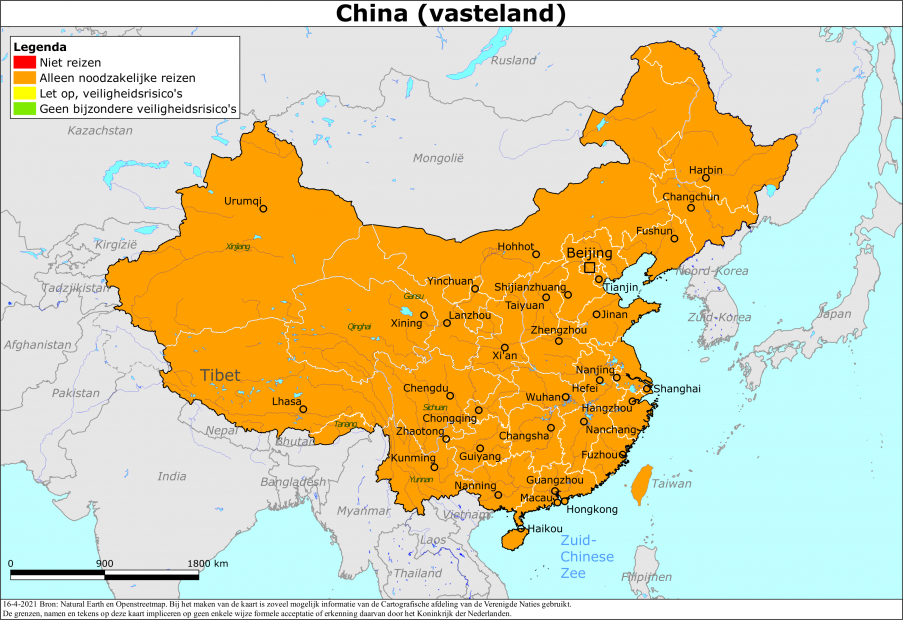 China (vasteland)
Legenda
Niet reizen
Alleen noodzakelijke reizen
Let op, veiligheidsrisico's
Geen bijzondere veiligheidsrisico's
Rusland
Kazachstan
Mongolië
Harbin
Changchun
Urumqi
Fushun
Kirgizië
Xinjiang
Hohhot
Beijing
Noord-Korea
Tadzjikistan
Yinchuan
Shijianzhuang
Tianjin
Gansu
Taiyuan
Xining
Lanzhou
Jinan
Zuid-Korea
Japan
Qinghai
Zhengzhou
Afghanistan
Xi'an
Tibet
Nanjing
Pakistan
Chengdu
Hefei
Shanghai
Lhasa
Wuhan
Sichuan
Hangzhou
Chongqing
Nepal
Zhaotong
Changsha
Nanchang
Bhutan
Kunming
Guiyang
Fuzhou
India
Bangladesh
Yunnan
Nanning
Guangzhou
Taiwan
Macau
Hongkong
Myanmar
Vietnam
Haikou
Laos
Zuid-
Chinese
Zee
Thailand
Filipijnen
0 900 1800 km
16-4-2021 Bron: Natural Earth en Openstreetmap. Bij het maken van de kaart is zoveel mogelijk informatie van de Cartografische afdeling van de Verenigde Naties gebruikt.
De grenzen, namen en tekens op deze kaart impliceren op geen enkele wijze formele acceptatie of erkenning daarvan door het Koninkrijk der Nederlanden.